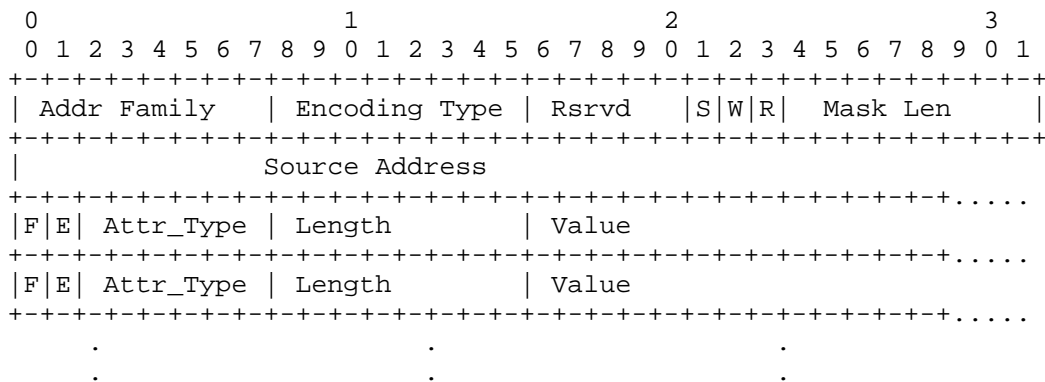 0                   1                   2                   3
 0 1 2 3 4 5 6 7 8 9 0 1 2 3 4 5 6 7 8 9 0 1 2 3 4 5 6 7 8 9 0 1
+-+-+-+-+-+-+-+-+-+-+-+-+-+-+-+-+-+-+-+-+-+-+-+-+-+-+-+-+-+-+-+-+
| Addr Family   | Encoding Type | Rsrvd   |S|W|R|  Mask Len     |
+-+-+-+-+-+-+-+-+-+-+-+-+-+-+-+-+-+-+-+-+-+-+-+-+-+-+-+-+-+-+-+-+
|               Source Address
+-+-+-+-+-+-+-+-+-+-+-+-+-+-+-+-+-+-+-+-+-+-+-+-+-+-+-+-+-+.....
|F|E| Attr_Type | Length        | Value
+-+-+-+-+-+-+-+-+-+-+-+-+-+-+-+-+-+-+-+-+-+-+-+-+-+-+-+-+-+.....
|F|E| Attr_Type | Length        | Value
+-+-+-+-+-+-+-+-+-+-+-+-+-+-+-+-+-+-+-+-+-+-+-+-+-+-+-+-+-+.....
     .                    .                     .
     .                    .                     .